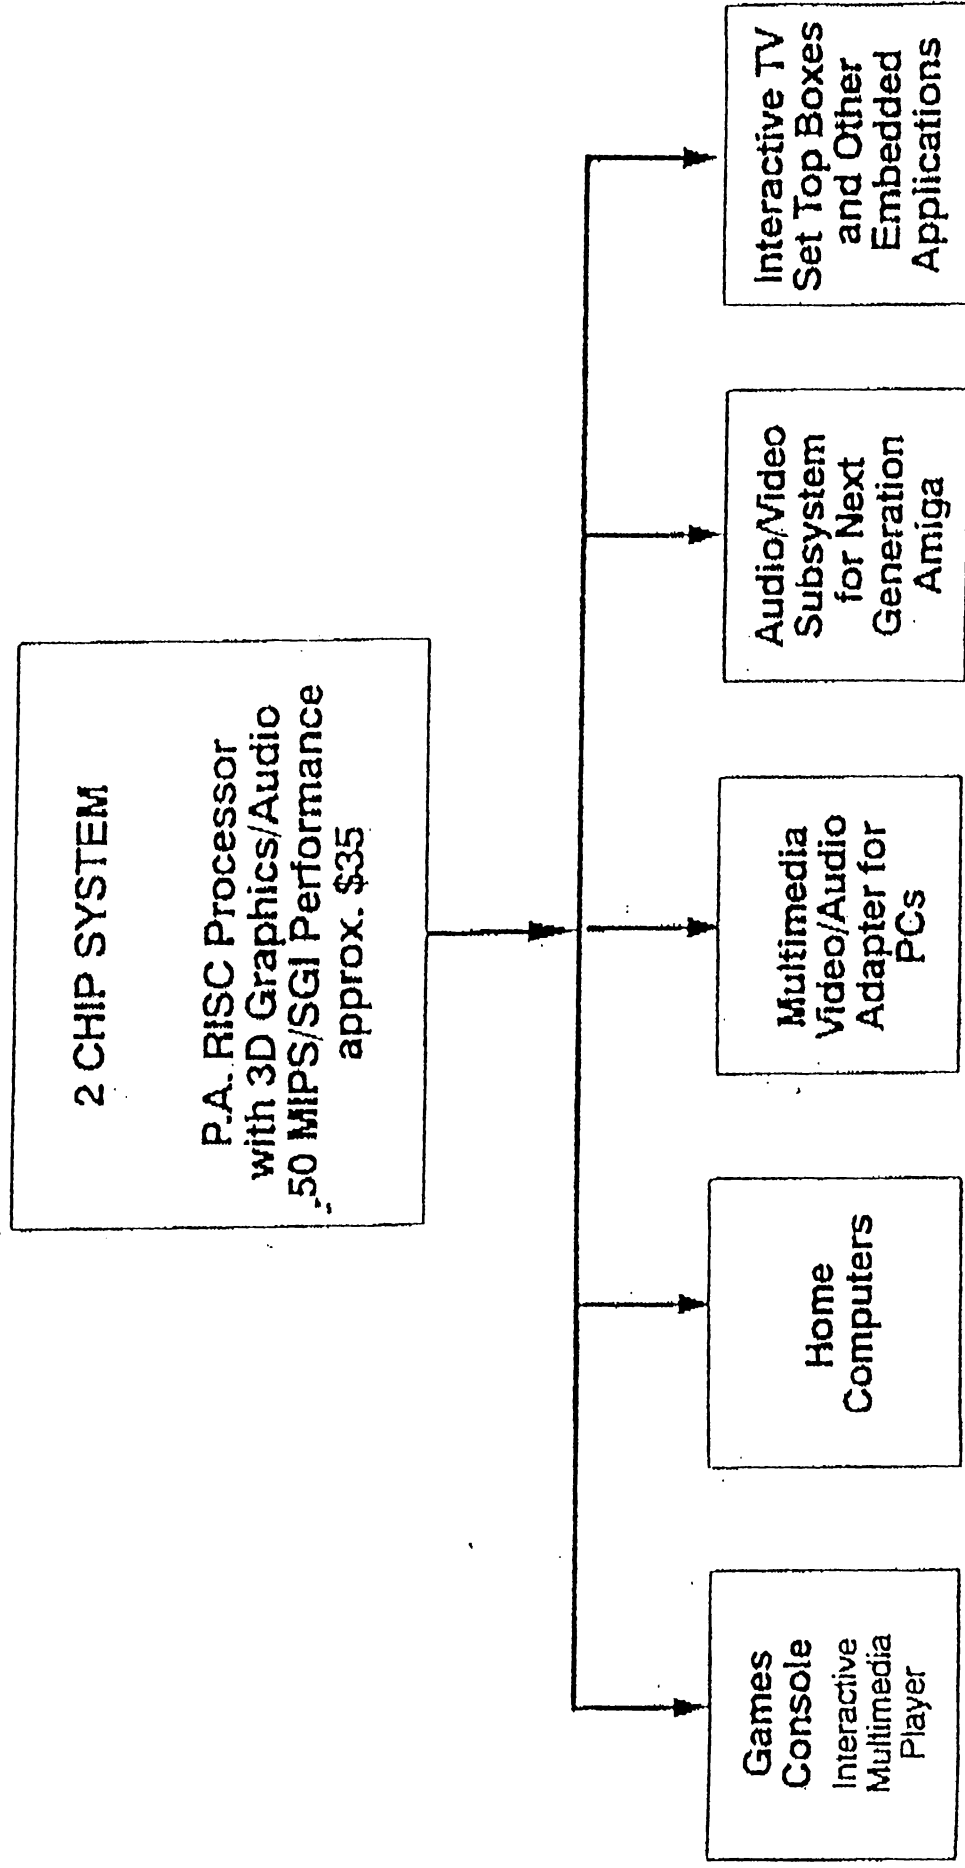 2 CHIP SYSTEM
P.A. RISC Processor
with 3D Graphics/Audio
50 MIPS/SGI Performance
approx. $35
Games
Console
Interactive
Multimedia
Player
Home
Computers
Multimedia
Video/Audio
Adapter for
PCs
Audio/Video
Subsystem
for Next
Generation
Amiga
Interactive TV
Set Top Boxes
and Other
Embedded
Applications